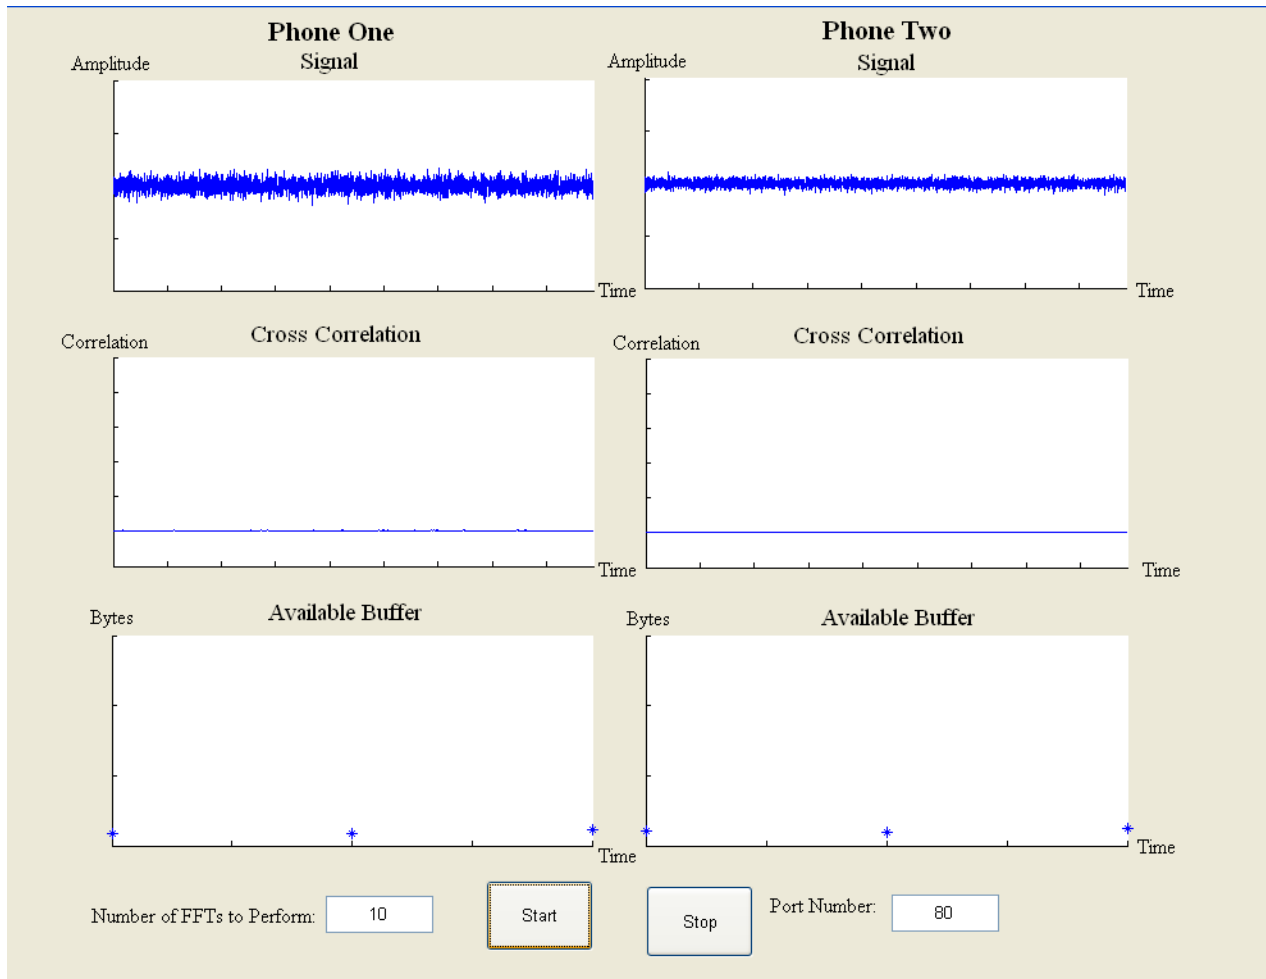 Phone One
Phone Two
Signal
Signal
Amplitude
Amplitude
Time
Time
Cross Correlation
Cross Correlation
Correlation
Correlation
Time
Time
Available Buffer
Available Buffer
Bytes
Bytes
Time
Time
Number of FFTs to Perform: 10
Start
Stop
Port Number: 80